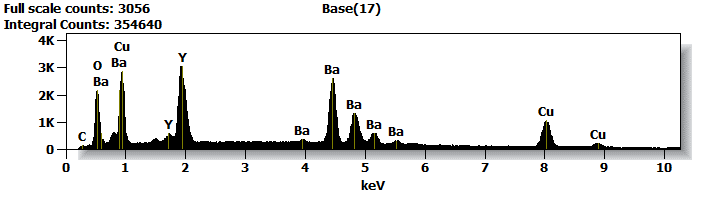 Full scale counts: 3056 Base(17)
Integral Counts: 354640
4K
3K
2K
1K
0
C
O
Ba
Cu
Ba
Y
Y
Ba
Ba
Ba
Ba
Ba
Cu
Cu
0 1 2 3 4 5 6 7 8 9 10
keV